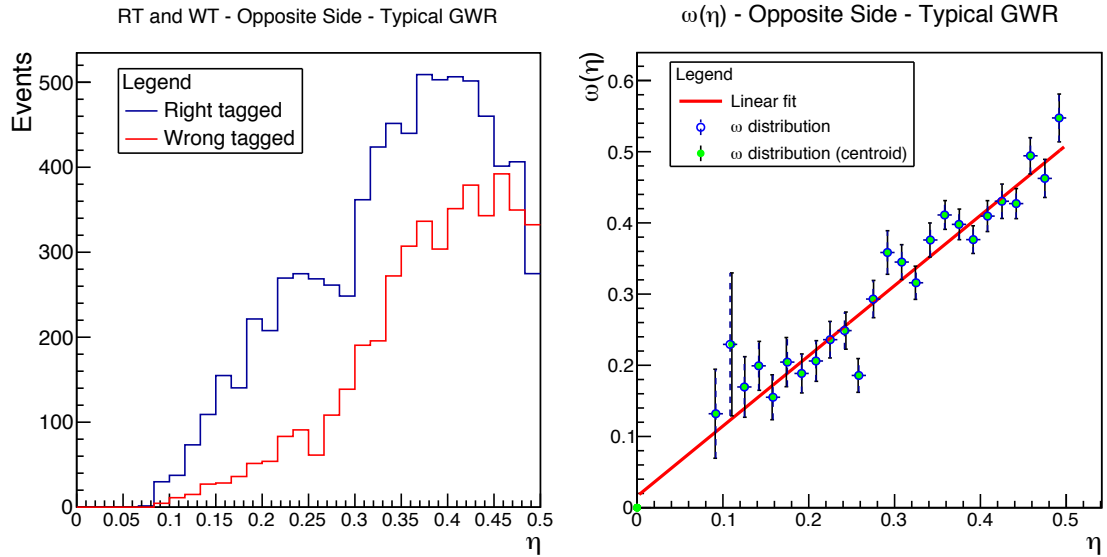 RT and WT - Opposite Side - Typical GWR
Events
500
400
300
200
100
0
Legend
Right tagged
Wrong tagged
0 0.05 0.1 0.15 0.2 0.25 0.3 0.35 0.4 0.45 0.5
η
ω(η) - Opposite Side - Typical GWR
ω(η)
0.6
0.5
0.4
0.3
0.2
0.1
0
Legend
Linear fit
ω distribution
ω distribution (centroid)
0 0.1 0.2 0.3 0.4 0.5
η